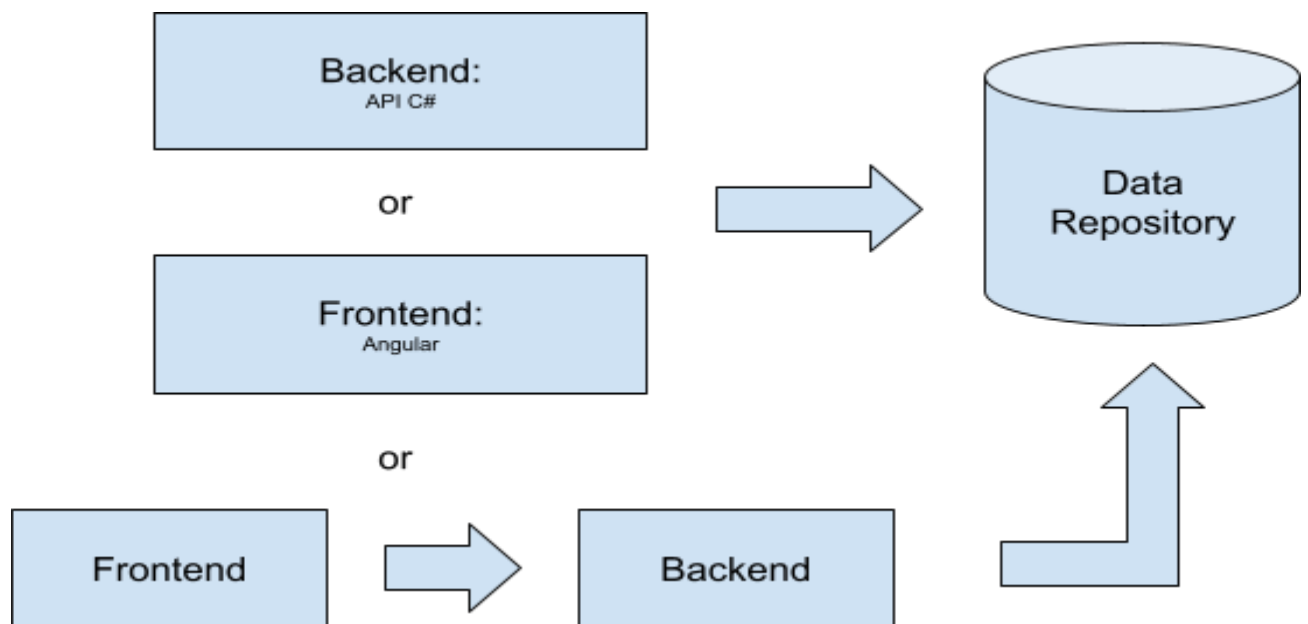 Backend:
API C#
or
Frontend:
Angular
or
Frontend
Backend
Data
Repository